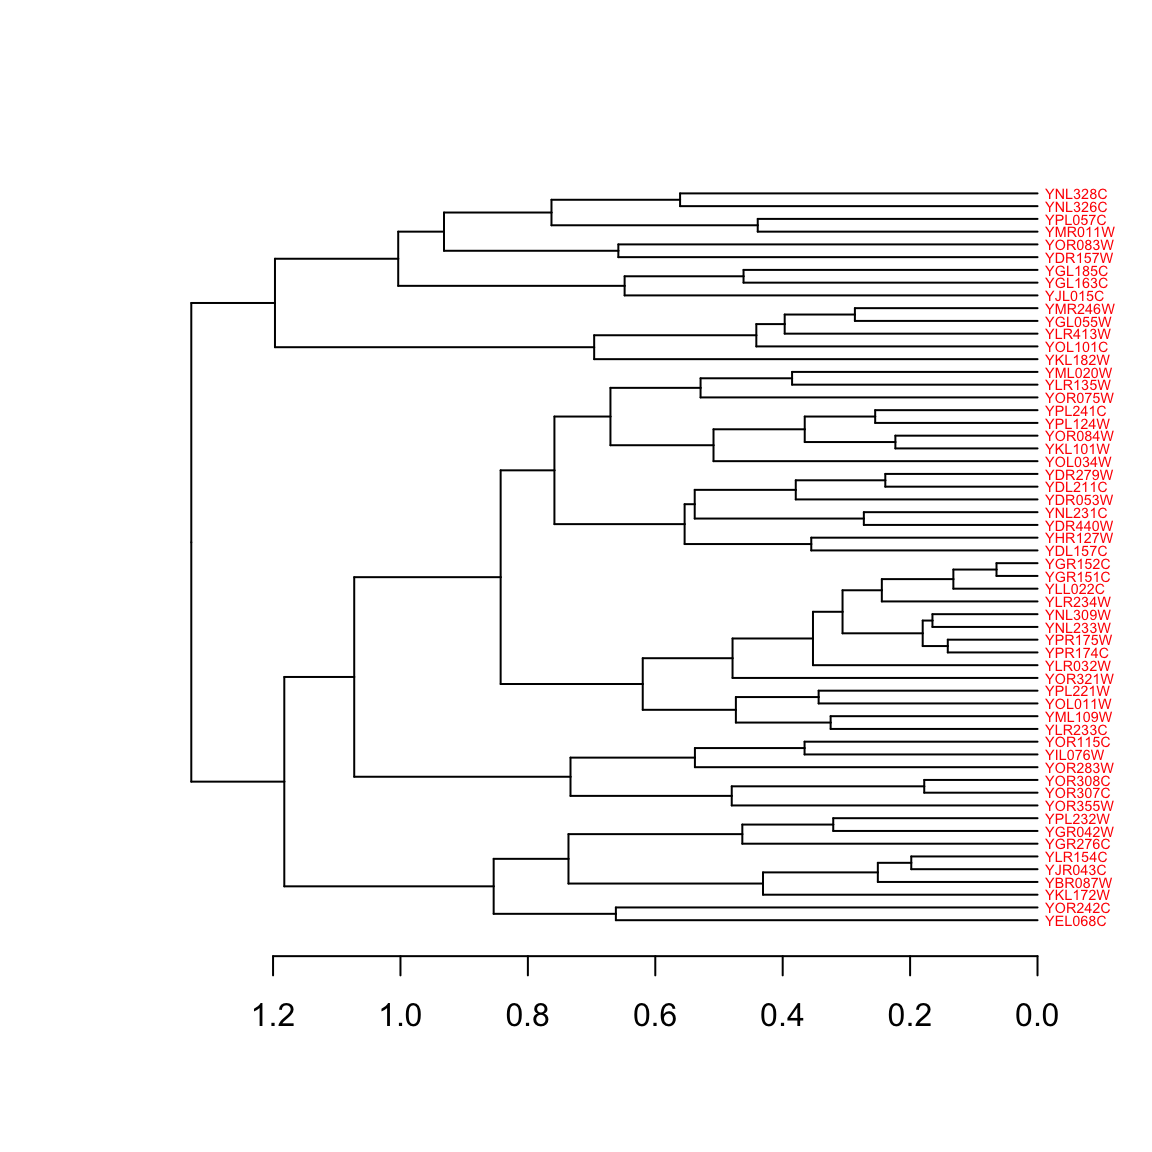 YNL328C
YNL326C
YPL057C
YMR011W
YOR083W
YDR157W
YGL185C
YGL163C
YJL015C
YMR246W
YGL055W
YLR413W
YOL101C
YKL182W
YML020W
YLR135W
YOR075W
YPL241C
YPL124W
YOR084W
YKL101W
YOL034W
YDR279W
YDL211C
YDR053W
YNL231C
YDR440W
YHR127W
YDL157C
YGR152C
YGR151C
YLL022C
YLR234W
YNL309W
YNL233W
YPR175W
YPR174C
YLR032W
YOR321W
YPL221W
YOL011W
YML109W
YLR233C
YOR115C
YIL076W
YOR283W
YOR308C
YOR307C
YOR355W
YPL232W
YGR042W
YGR276C
YLR154C
YJR043C
YBR087W
YKL172W
YOR242C
YEL068C
1.2 1.0 0.8 0.6 0.4 0.2 0.0